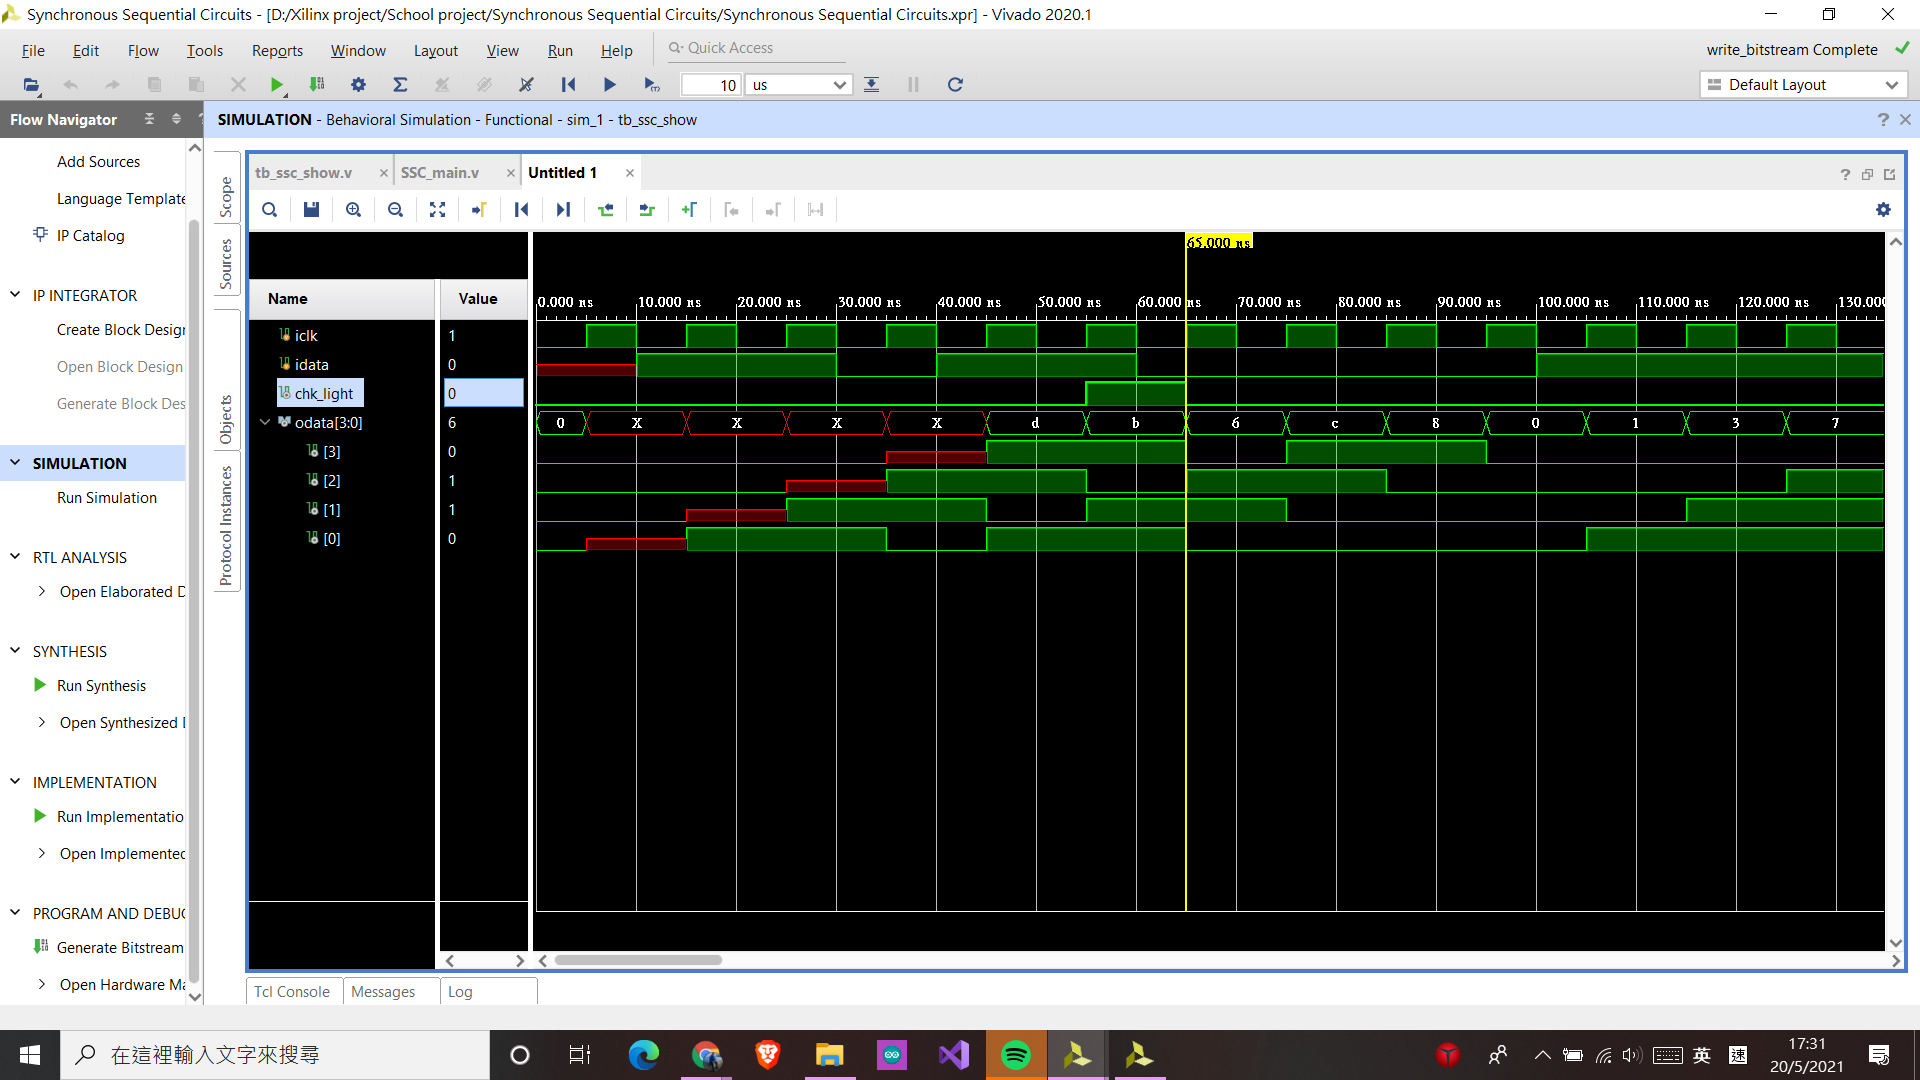 Synchronous Sequential Circuits - [D:/Xilinx project/School project/Synchronous Sequential Circuits/Synchronous Sequential Circuits.xpr] - Vivado 2020.1
File Edit Flow Tools Reports Window Layout View Run Help Quick Access
write_bitstream Complete
10 us
Default Layout
Flow Navigator
SIMULATION - Behavioral Simulation - Functional - sim_1 - tb_ssc_show
Add Sources
Language Template
IP Catalog
IP INTEGRATOR
Create Block Design
Open Block Design
Generate Block Des
SIMULATION
Run Simulation
RTL ANALYSIS
Open Elaborated D
SYNTHESIS
Run Synthesis
Open Synthesized D
IMPLEMENTATION
Run Implementatio
Open Implemented
PROGRAM AND DEBUG
Generate Bitstream
Open Hardware Ma
Scope
Sources
Objects
Protocol Instances
tb_ssc_show.v
SSC_main.v
Untitled 1
65.000 ns
Name Value
0.000 ns 10.000 ns 20.000 ns 30.000 ns 40.000 ns 50.000 ns 60.000 ns 70.000 ns 80.000 ns 90.000 ns 100.000 ns 110.000 ns 120.000 ns 130.000
iclk 1
idata 0
chk_light 0
odata[3:0] 6 0 X X X X d b 6 c 8 0 1 3 7
[3] 0
[2] 1
[1] 1
[0] 0
Tcl Console Messages Log
在這裡輸入文字來搜尋
英
速
17:31
20/5/2021